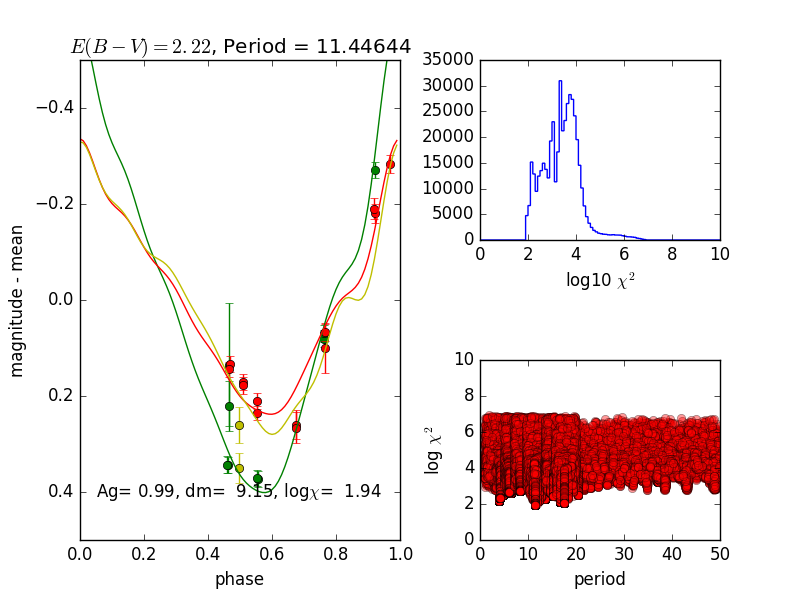 E(B − V) = 2.22, Period = 11.44644
−0.4
−0.2
0.0
0.2
0.4
magnitude - mean
Ag= 0.99, dm= 9.15, logχ= 1.94
0.0 0.2 0.4 0.6 0.8 1.0
phase
35000
30000
25000
20000
15000
10000
5000
0
0 2 4 6 8 10
log10 χ²
10
8
6
4
2
0
log χ²
0 10 20 30 40 50
period